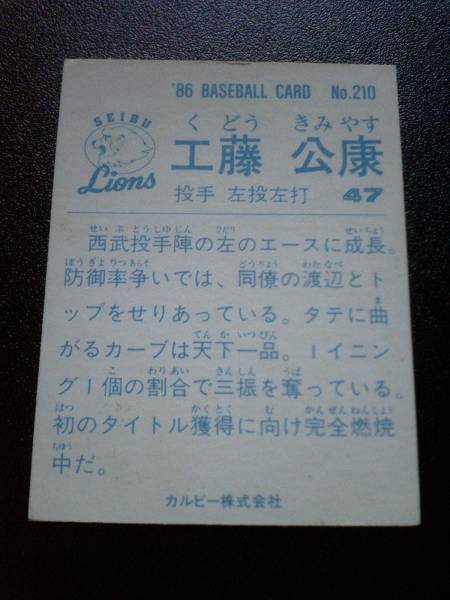 '86 BASEBALL CARD No.210
SEIBU
Lions
くどう きみやす
工藤 公康
投手 左投左打 47
せいぶとうしゅじん ひだり せいちょう
西武投手陣の左のエースに成長。
ぼうぎょりつあらそ どうりょう わたなべ
防御率争いでは、同僚の渡辺とト
ま
ップをせりあっている。タテに曲
てんかいっぴん
がるカーブは天下一品。1イニン
こ わりあい さんしん うば
グ1個の割合で三振を奪っている。
はつ かくとく む かんぜんねんしょう
初のタイトル獲得に向け完全燃焼
ちゅう
中だ。
カルビー株式会社